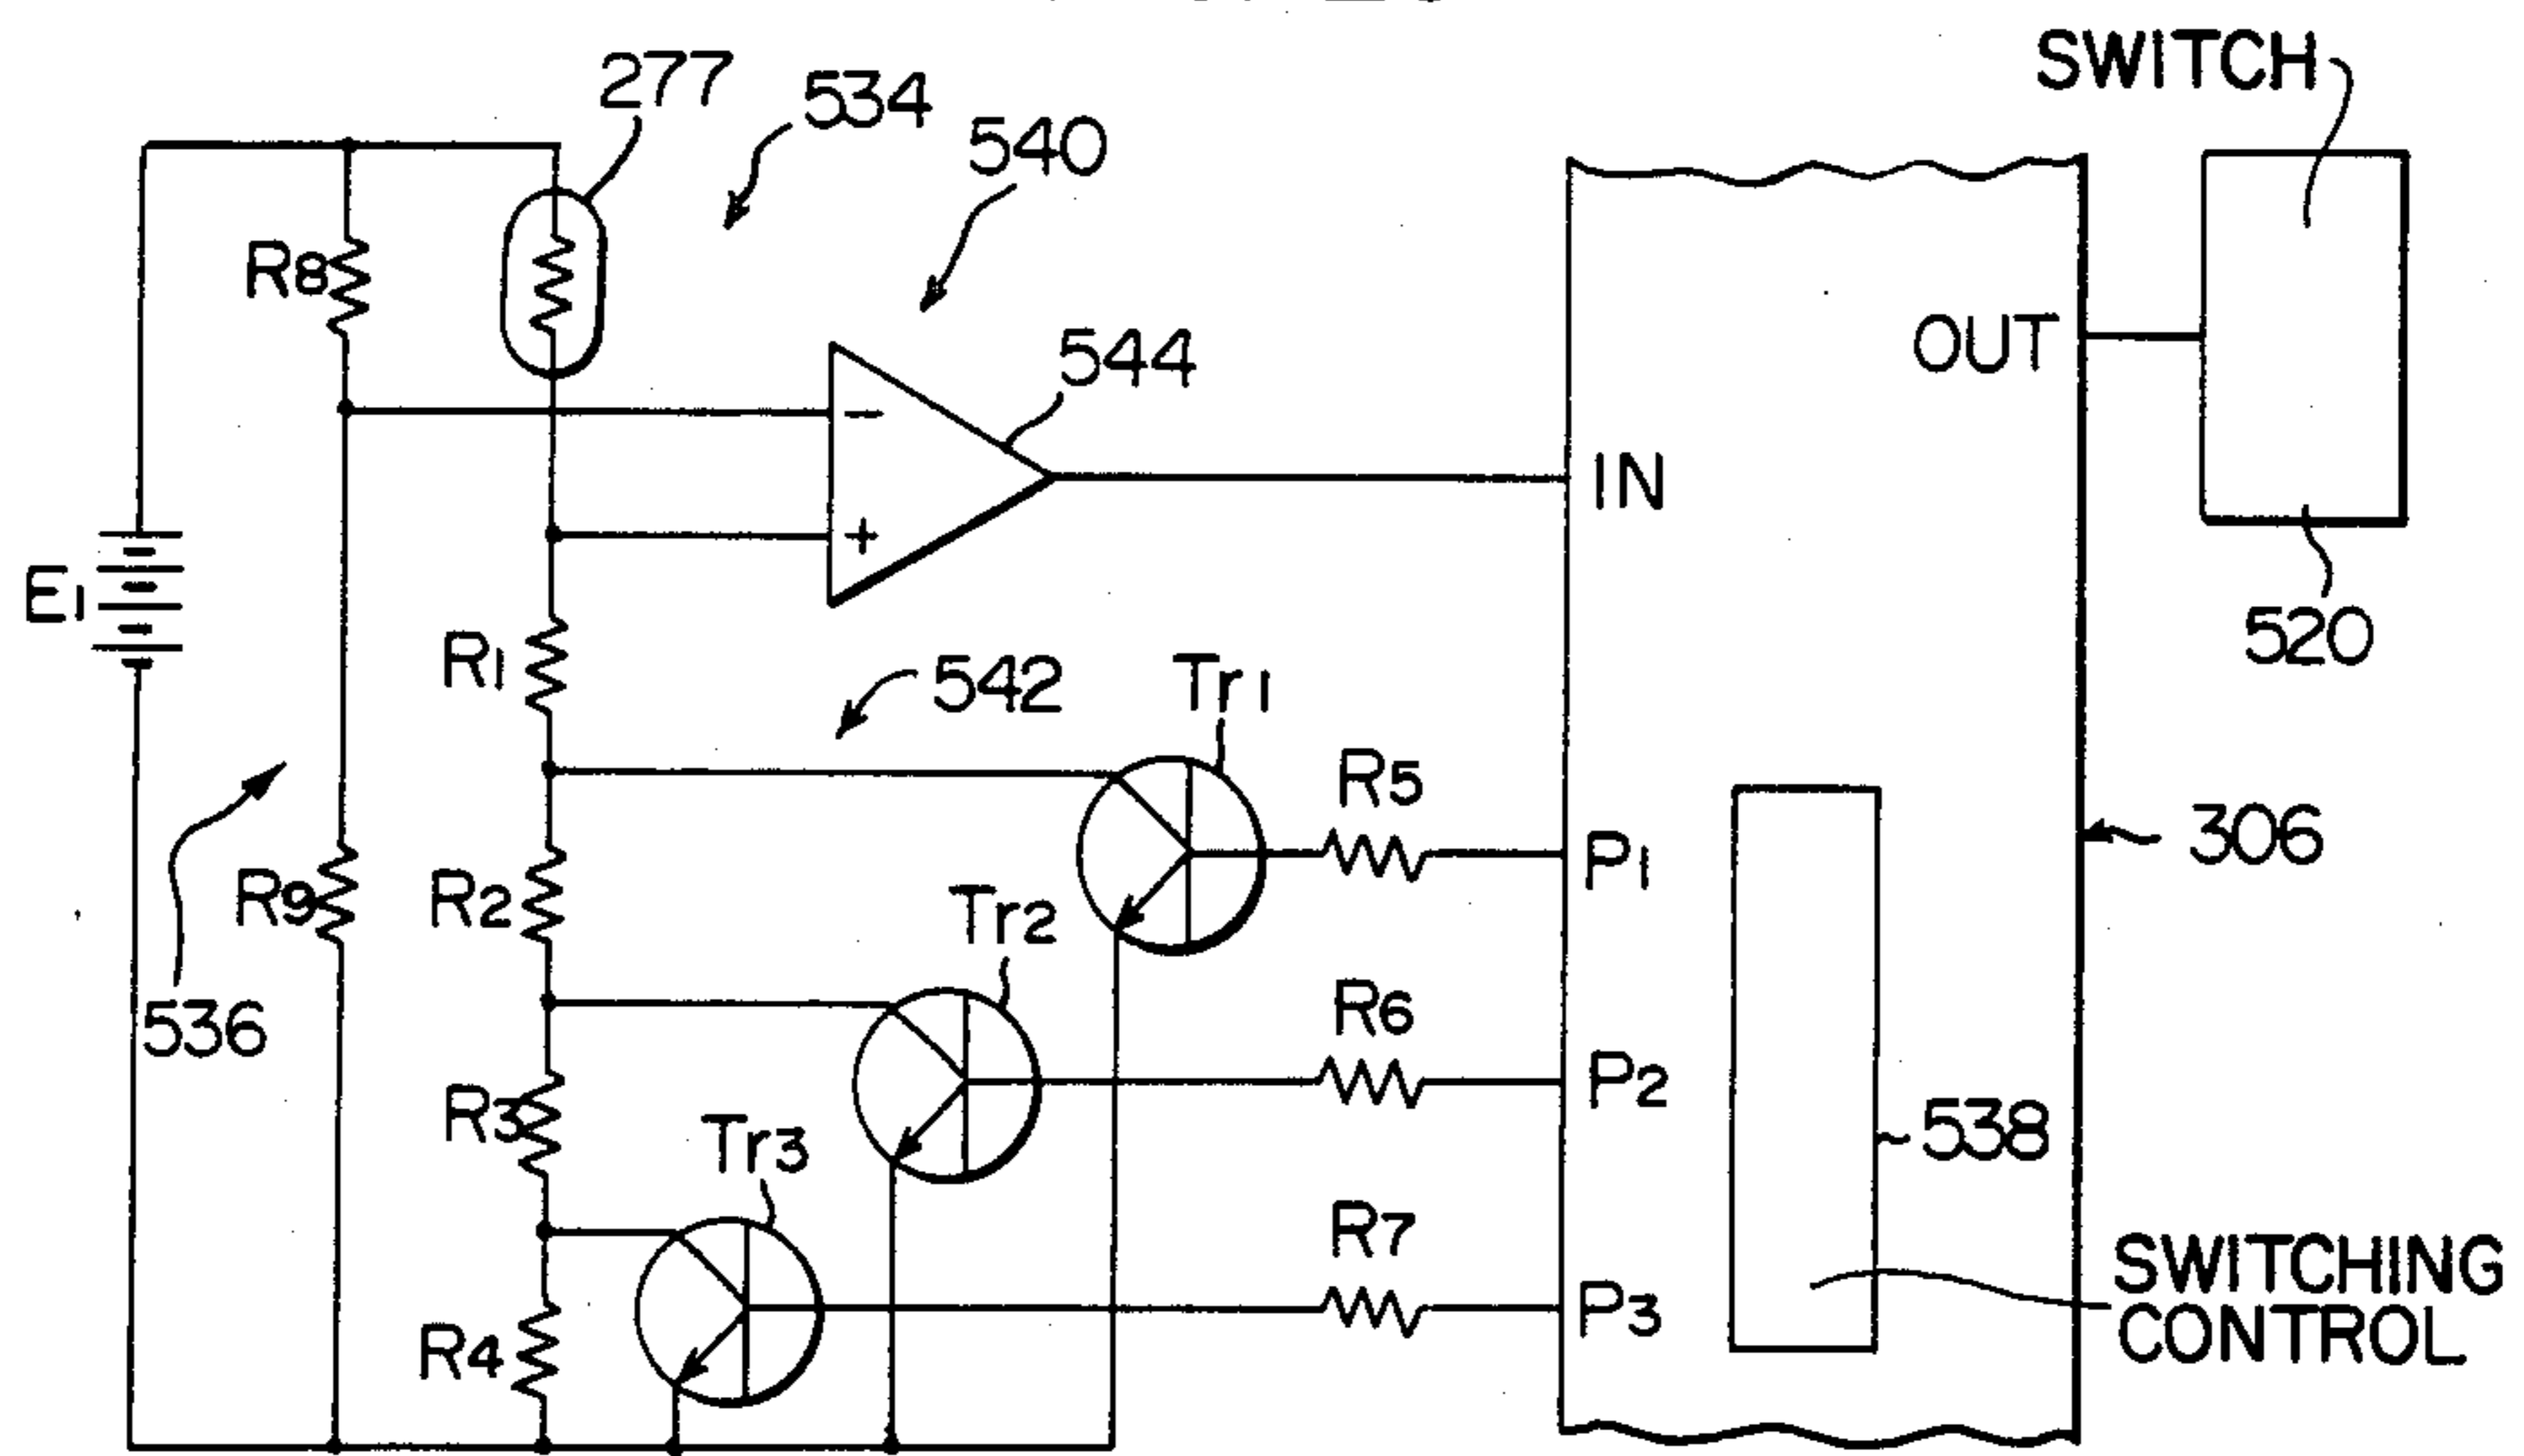 SWITCH
277
534
540
R8
544
OUT
IN
E1
520
R1
542
Tr1
R5
P1
306
R9
R2
Tr2
536
R6
P2
R3
Tr3
538
R7
P3
R4
SWITCHING
CONTROL
−
+